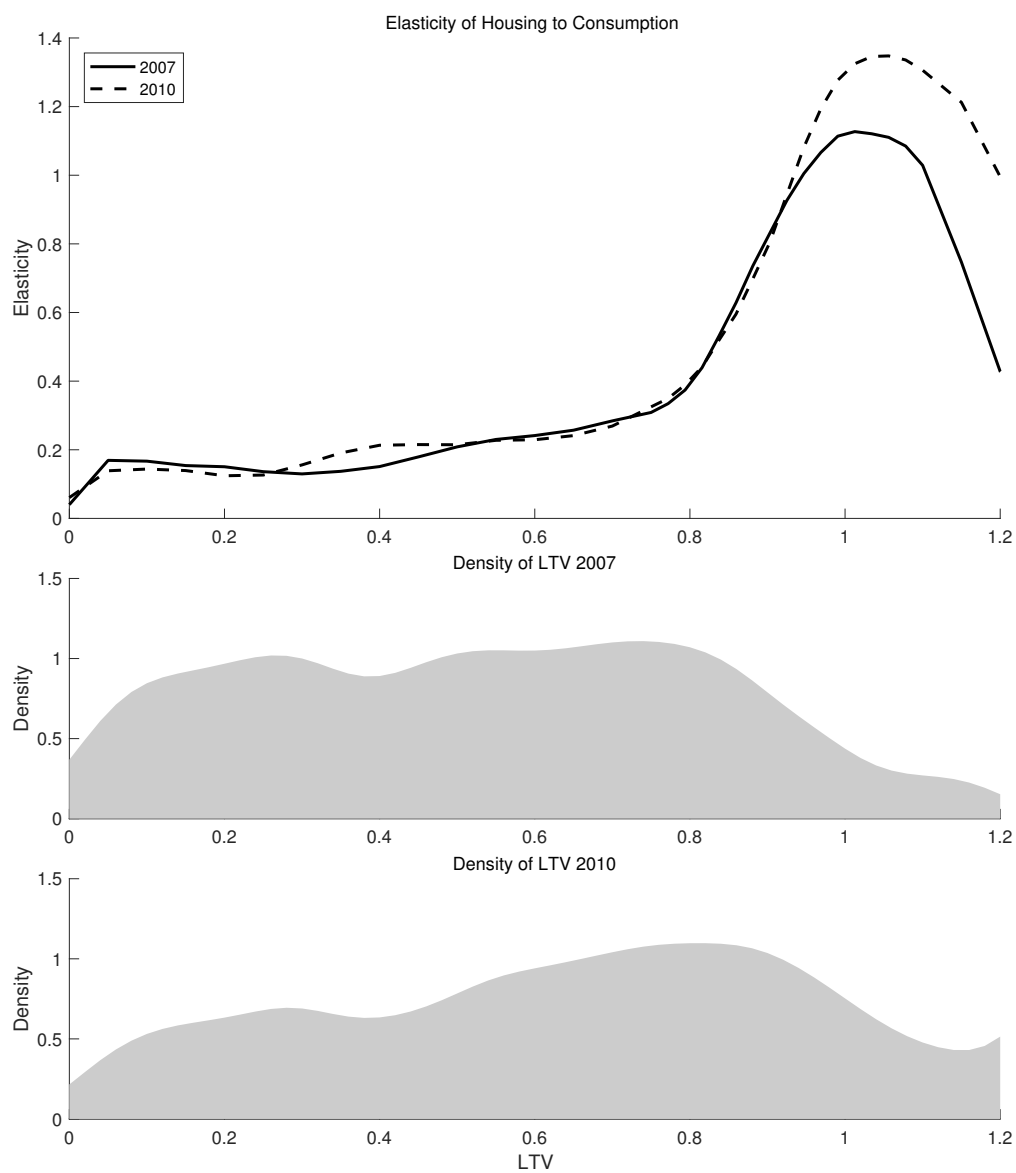 Elasticity of Housing to Consumption
1.4
2007
2010
1.2
1
0.8
Elasticity
0.6
0.4
0.2
0
0 0.2 0.4 0.6 0.8 1 1.2
Density of LTV 2007
1.5
1
Density
0.5
0
0 0.2 0.4 0.6 0.8 1 1.2
Density of LTV 2010
1.5
1
Density
0.5
0
0 0.2 0.4 0.6 0.8 1 1.2
LTV